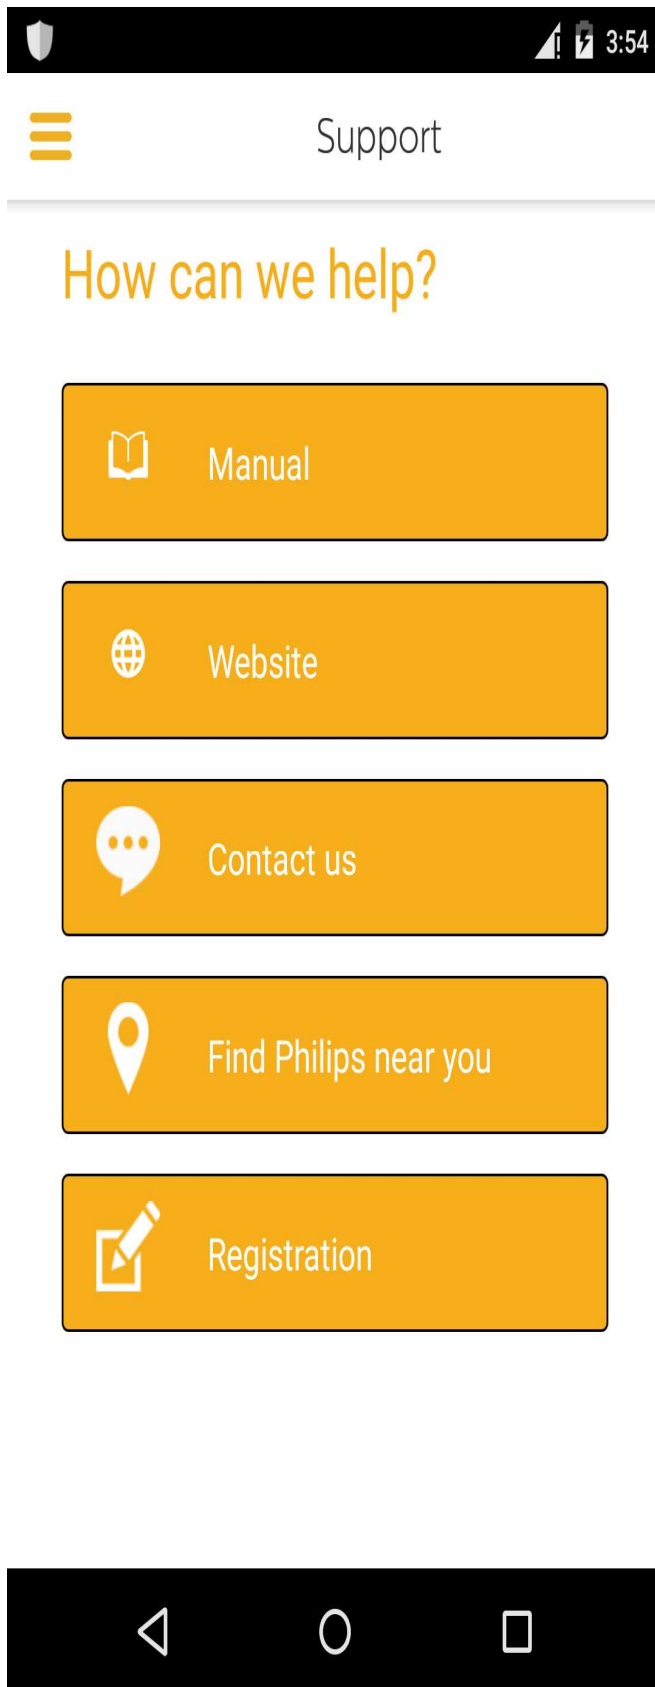 3:54
Support
How can we help?
Manual
Website
Contact us
Find Philips near you
Registration